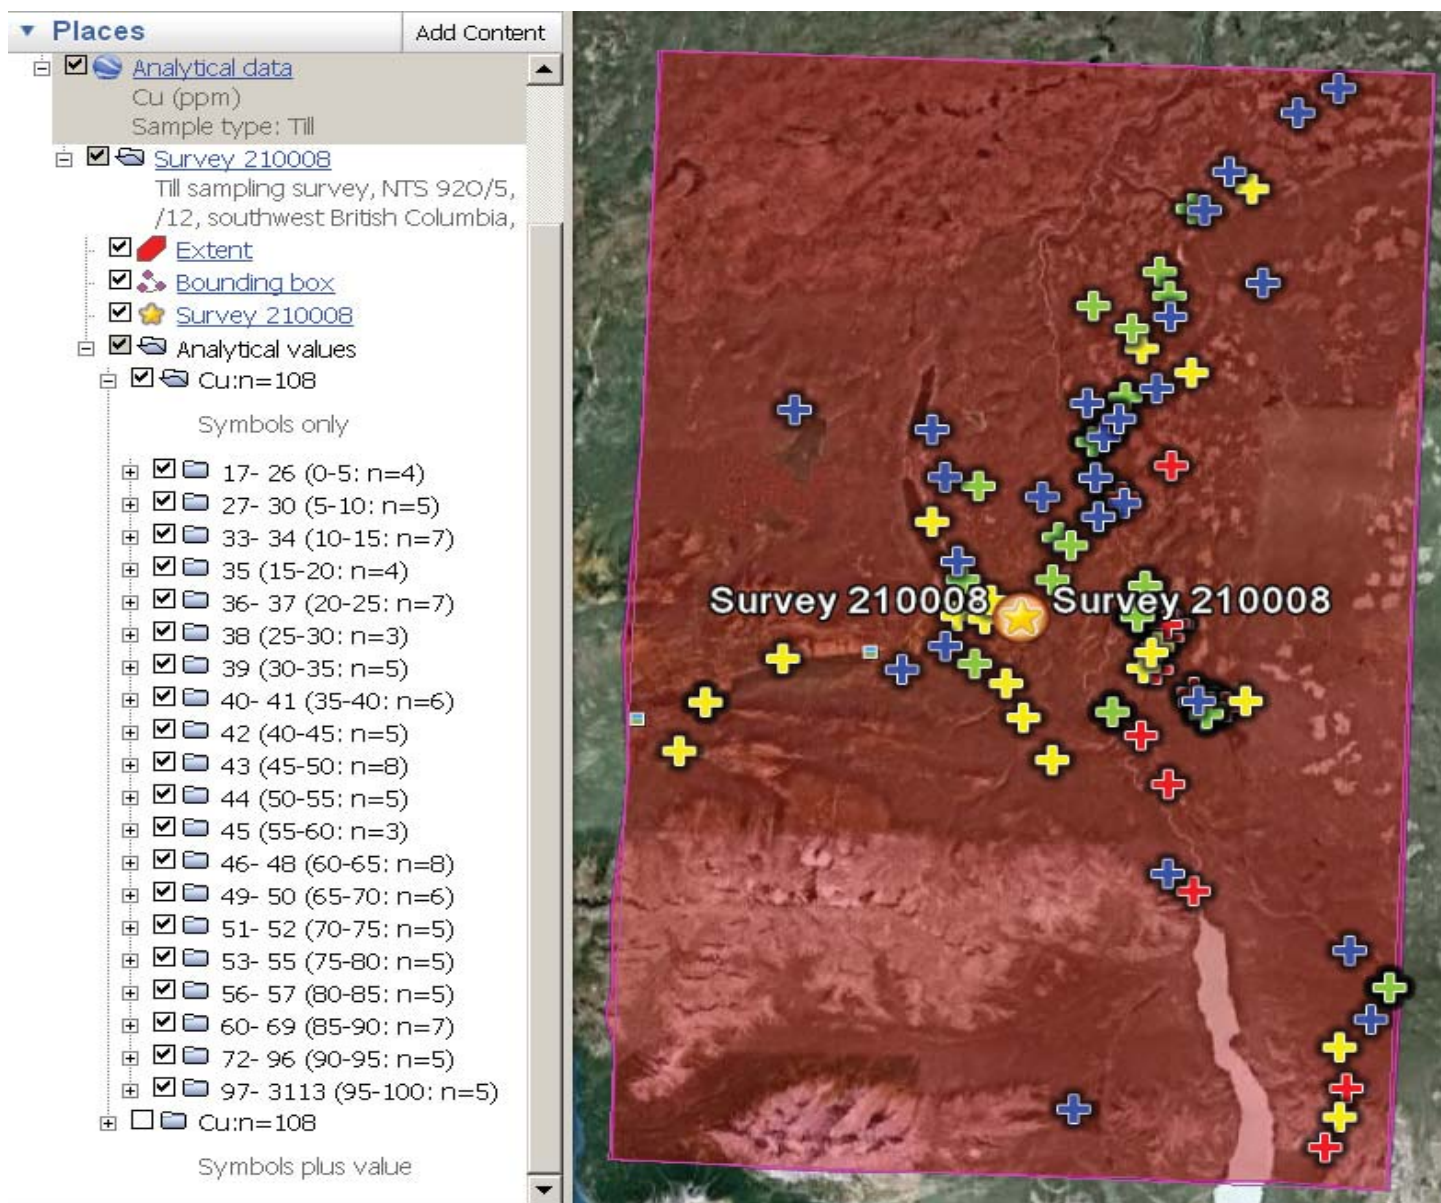 Places
Add Content
Analytical data
Cu (ppm)
Sample type: Till
Survey 210008
Till sampling survey, NTS 92O/5,
/12, southwest British Columbia,
Extent
Bounding box
Survey 210008
Analytical values
Cu:n=108
Symbols only
17- 26 (0-5: n=4)
27- 30 (5-10: n=5)
33- 34 (10-15: n=7)
35 (15-20: n=4)
36- 37 (20-25: n=7)
38 (25-30: n=3)
39 (30-35: n=5)
40- 41 (35-40: n=6)
42 (40-45: n=5)
43 (45-50: n=8)
44 (50-55: n=5)
45 (55-60: n=3)
46- 48 (60-65: n=8)
49- 50 (65-70: n=6)
51- 52 (70-75: n=5)
53- 55 (75-80: n=5)
56- 57 (80-85: n=5)
60- 69 (85-90: n=7)
72- 96 (90-95: n=5)
97- 3113 (95-100: n=5)
Cu:n=108
Symbols plus value
Survey 210008 Survey 210008